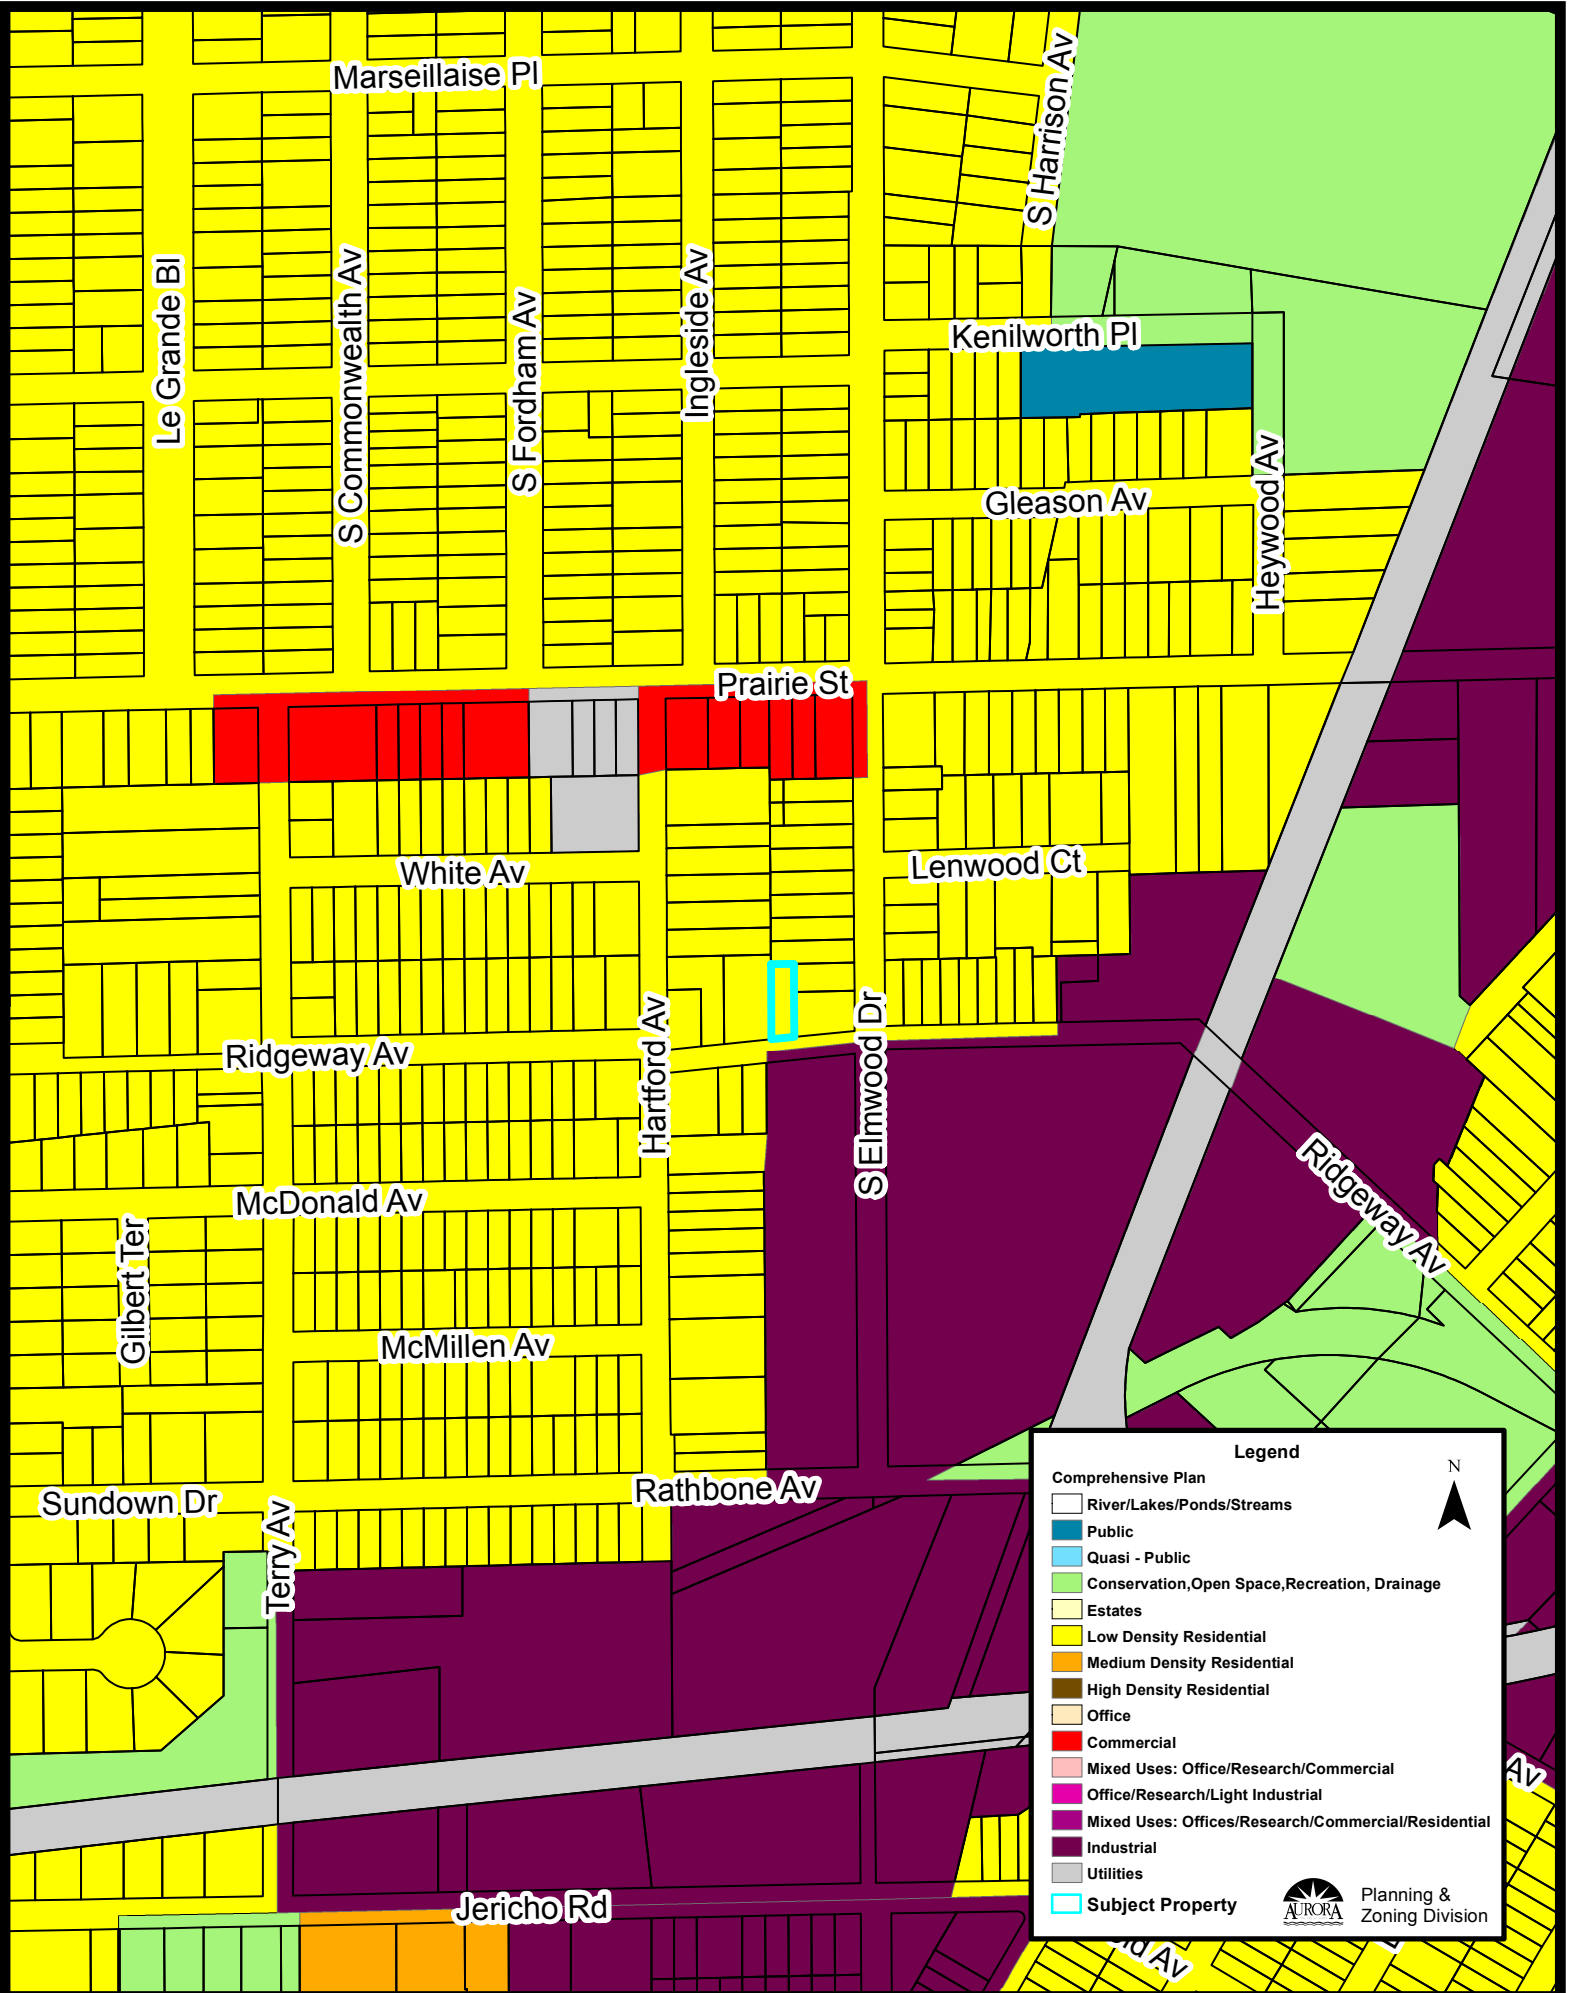 Marseillaise Pl
S Harrison Av
Le Grande Bl
S Commonwealth Av
S Fordham Av
Ingleside Av
Kenilworth Pl
Gleason Av
Heywood Av
Prairie St
White Av
Lenwood Ct
Ridgeway Av
Hartford Av
S Elmwood Dr
Ridgeway Av
McDonald Av
Gilbert Ter
McMillen Av
Sundown Dr
Terry Av
Rathbone Av
Jericho Rd
Av
Av
Legend
Comprehensive Plan
N
River/Lakes/Ponds/Streams
Public
Quasi - Public
Conservation,Open Space,Recreation, Drainage
Estates
Low Density Residential
Medium Density Residential
High Density Residential
Office
Commercial
Mixed Uses: Office/Research/Commercial
Office/Research/Light Industrial
Mixed Uses: Offices/Research/Commercial/Residential
Industrial
Utilities
Subject Property
AURORA
Planning &
Zoning Division